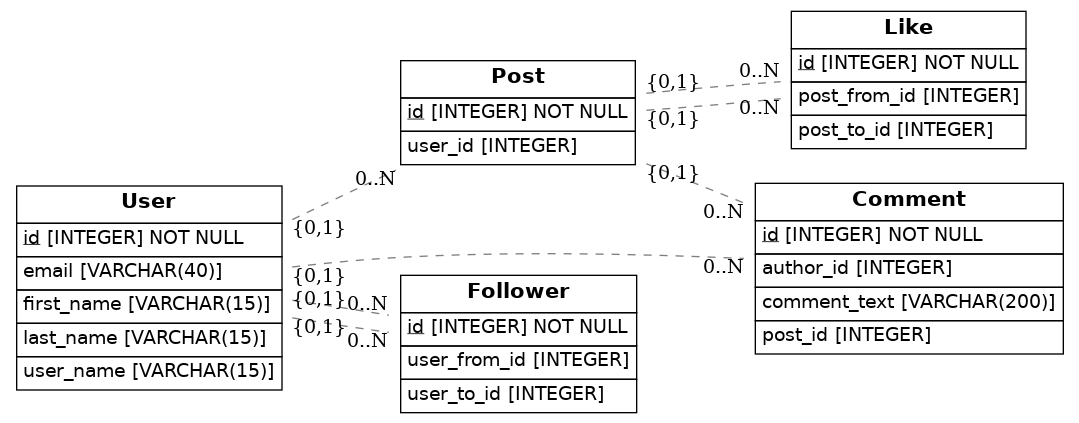 Like
id [INTEGER] NOT NULL
post_from_id [INTEGER]
post_to_id [INTEGER]
Post
id [INTEGER] NOT NULL
user_id [INTEGER]
{0,1}
0..N
{0,1}
0..N
{0,1}
0..N
0..N
{0,1}
User
id [INTEGER] NOT NULL
email [VARCHAR(40)]
first_name [VARCHAR(15)]
last_name [VARCHAR(15)]
user_name [VARCHAR(15)]
Comment
id [INTEGER] NOT NULL
author_id [INTEGER]
comment_text [VARCHAR(200)]
post_id [INTEGER]
{0,1}
0..N
{0,1}
0..N
{0,1}
0..N
Follower
id [INTEGER] NOT NULL
user_from_id [INTEGER]
user_to_id [INTEGER]